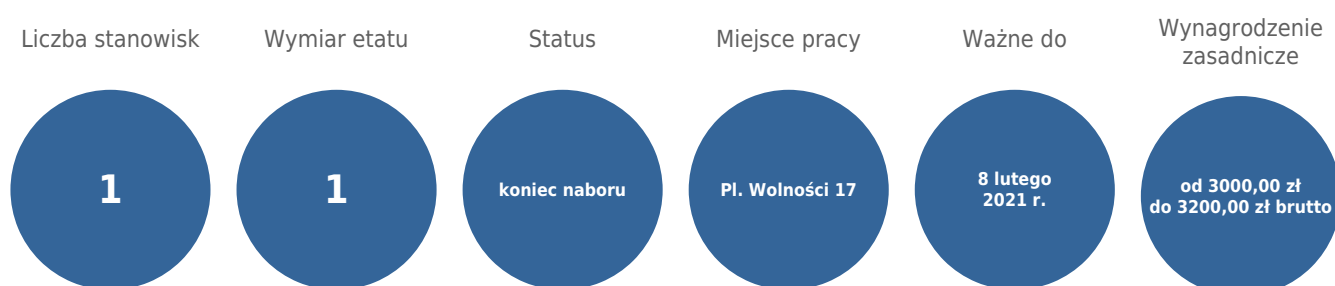 Liczba stanowisk
1
Wymiar etatu
1
Status
koniec naboru
Miejsce pracy
Pl. Wolności 17
Ważne do
8 lutego
2021 r.
Wynagrodzenie
zasadnicze
od 3000,00 zł
do 3200,00 zł brutto